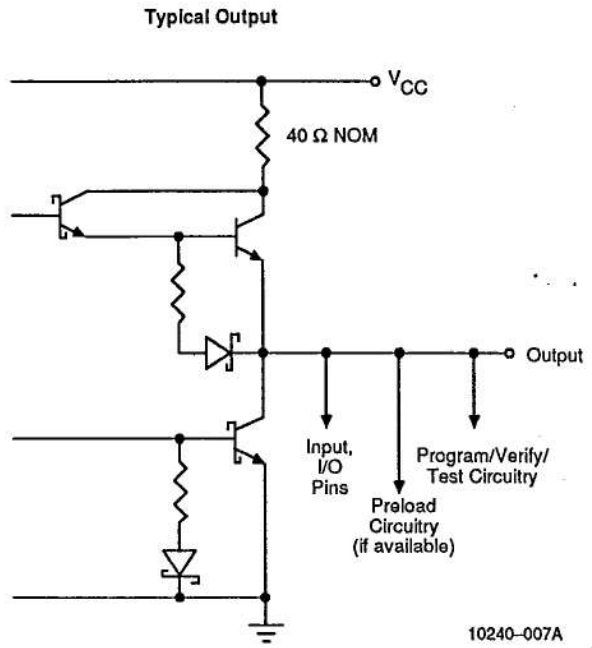 Typical Output
VCC
40 Ω NOM
Output
Input,
I/O
Pins
Program/Verify/
Test Circuitry
Preload
Circuitry
(if available)
10240–007A